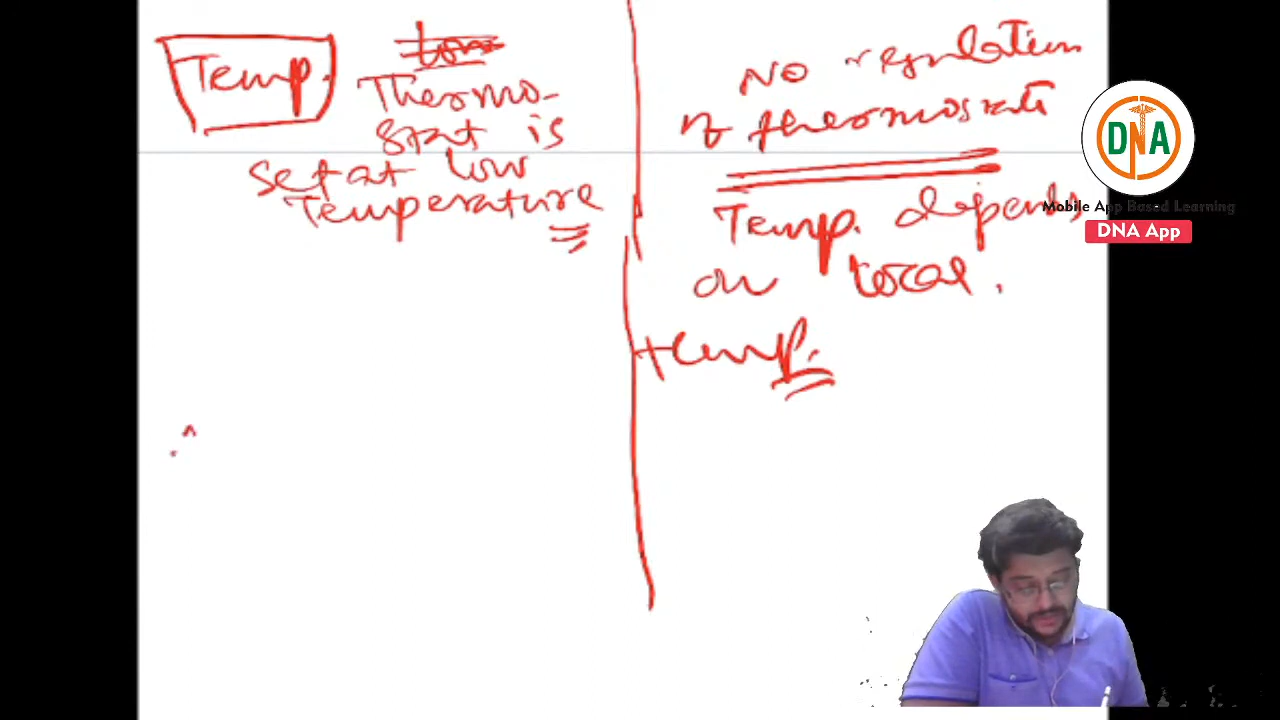 Temp.
Thermo-
stat is
set at low
Temperature
No regulation
of thermostate
Temp. depends
on local.
temp.
DNA
Mobile App Based Learning
DNA App